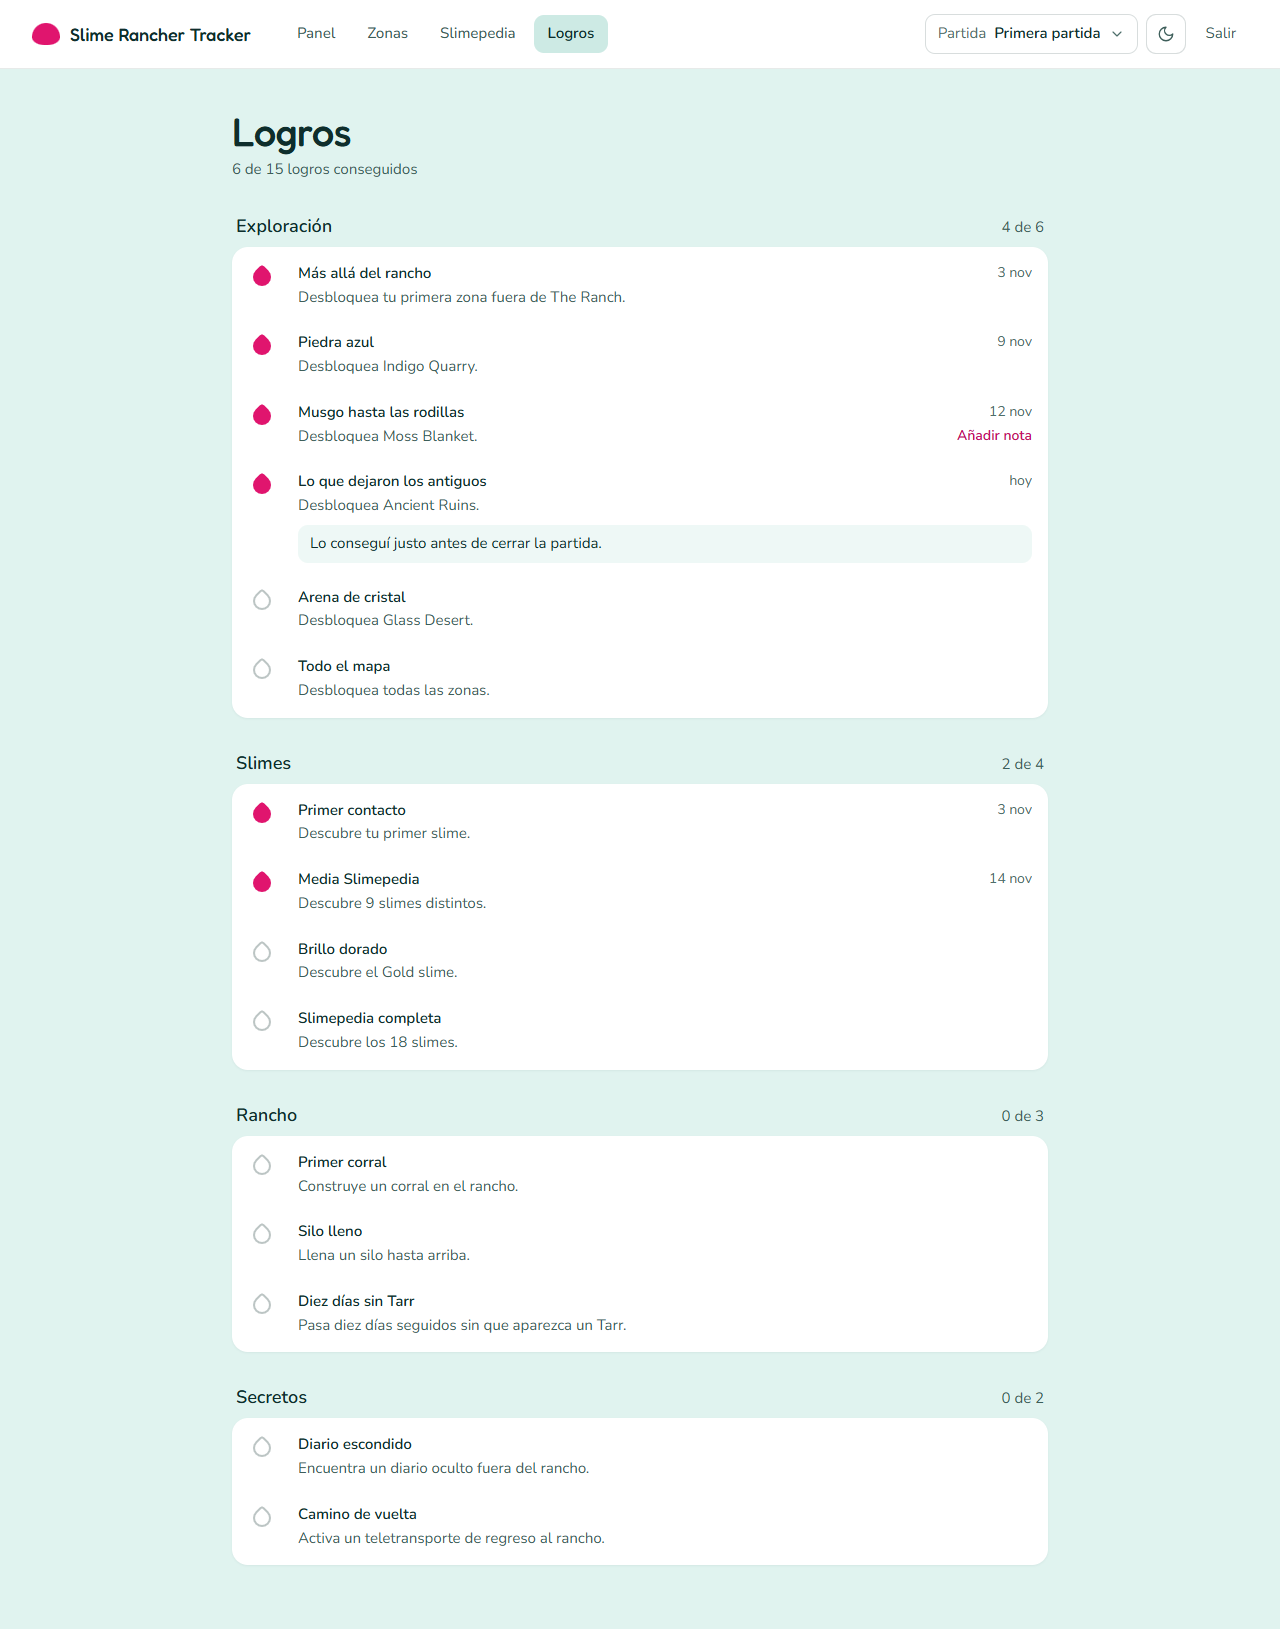 Slime Rancher Tracker Panel Zonas Slimepedia Logros Partida Primera partida Salir
Logros
6 de 15 logros conseguidos
Exploración 4 de 6
Más allá del rancho 3 nov
Desbloquea tu primera zona fuera de The Ranch.
Piedra azul 9 nov
Desbloquea Indigo Quarry.
Musgo hasta las rodillas 12 nov
Desbloquea Moss Blanket. Añadir nota
Lo que dejaron los antiguos hoy
Desbloquea Ancient Ruins.
Lo conseguí justo antes de cerrar la partida.
Arena de cristal
Desbloquea Glass Desert.
Todo el mapa
Desbloquea todas las zonas.
Slimes 2 de 4
Primer contacto 3 nov
Descubre tu primer slime.
Media Slimepedia 14 nov
Descubre 9 slimes distintos.
Brillo dorado
Descubre el Gold slime.
Slimepedia completa
Descubre los 18 slimes.
Rancho 0 de 3
Primer corral
Construye un corral en el rancho.
Silo lleno
Llena un silo hasta arriba.
Diez días sin Tarr
Pasa diez días seguidos sin que aparezca un Tarr.
Secretos 0 de 2
Diario escondido
Encuentra un diario oculto fuera del rancho.
Camino de vuelta
Activa un teletransporte de regreso al rancho.